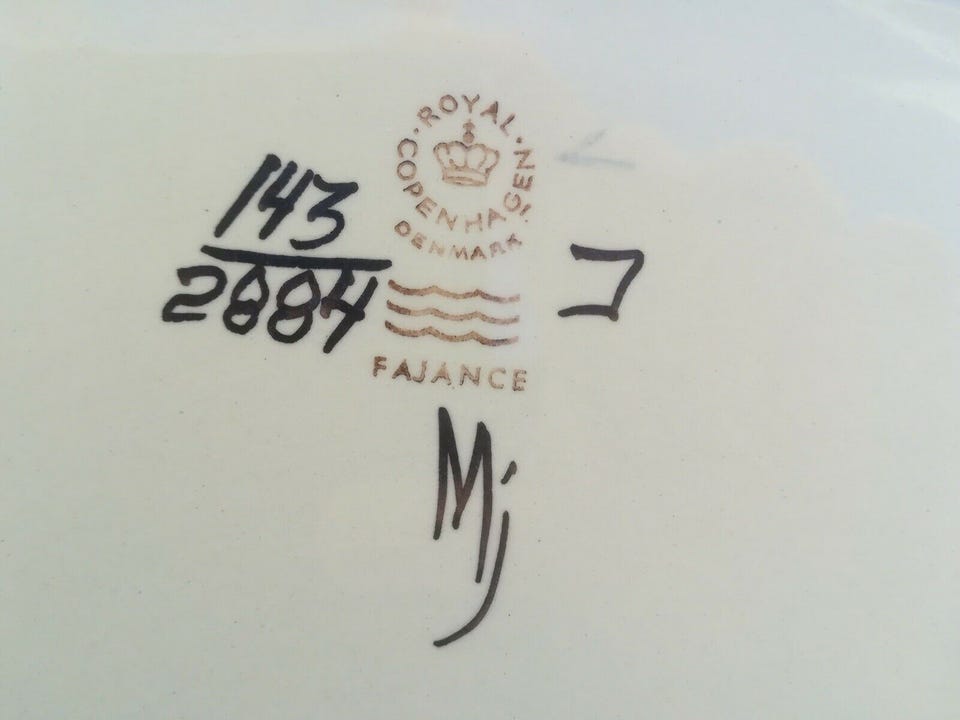 ROYAL
COPENHAGEN
DENMARK
143
2884
FAJANCE
Mj